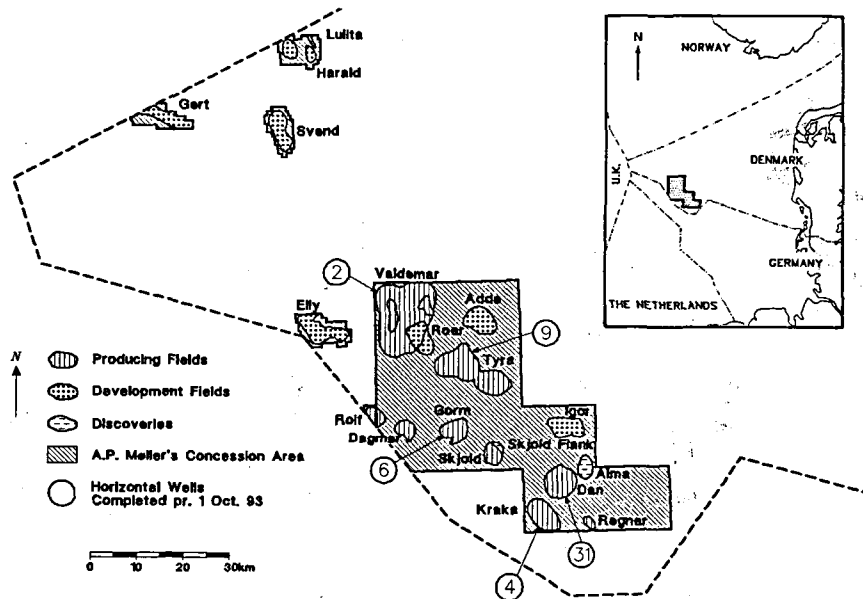 Lulita
Harald
Gert
Svend
N
NORWAY
U.K.
DENMARK
GERMANY
THE NETHERLANDS
2
Valdemar
Adda
Elly
Roar
9
Tyra
N
Producing Fields
Development Fields
Discoveries
A.P. Møller's Concession Area
Horizontal Wells
Completed pr. 1 Oct. 93
Rolf
Dagmar
Gorm
Igor
Skjold Flank
6
Skjold
Alma
Dan
Kraka
Regnar
31
4
0 10 20 30km